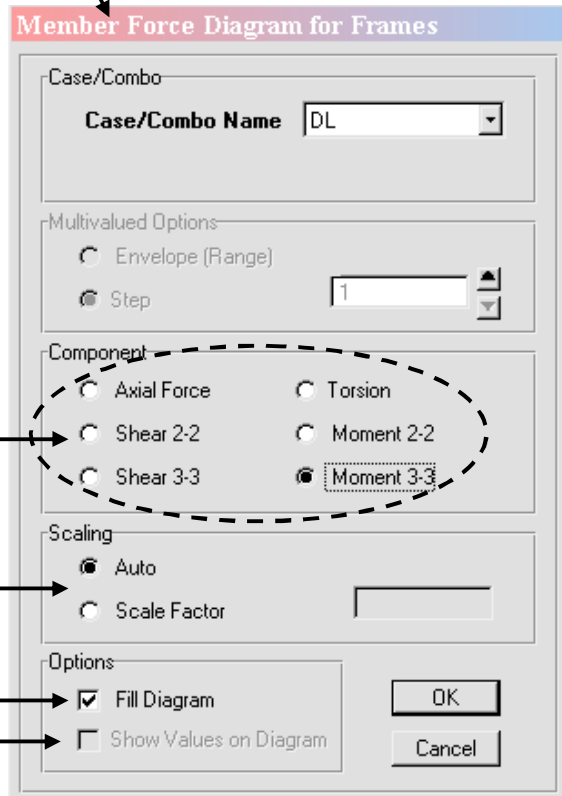 Member Force Diagram for Frames
Case/Combo
Case/Combo Name DL
Multivalued Options
Envelope (Range)
Step 1
Component
Axial Force Torsion
Shear 2-2 Moment 2-2
Shear 3-3 Moment 3-3
Scaling
Auto
Scale Factor
Options
Fill Diagram OK
Show Values on Diagram Cancel